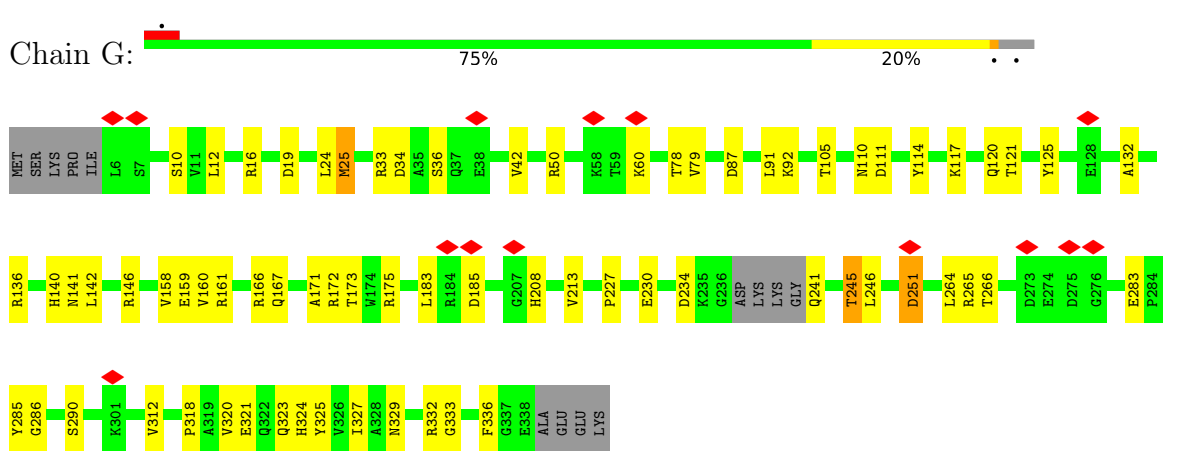 Chain G:
75% 20%
MET SER LYS PRO ILE L6 S7 S10 V11 L12 R16 D19 L24 M25 R33 D34 A35 S36 Q37 E38 V42 R50 K58 T59 K60 T78 V79 D87 L91 K92 T105 N110 D111 Y114 K117 Q120 T121 Y125 E128 A132
R136 H140 N141 L142 R146 V158 E159 V160 R161 R166 Q167 A171 R172 T173 W174 R175 L183 R184 D185 G207 H208 V213 P227 E230 D234 K235 G236 ASP LYS LYS GLY Q241 T245 L246 D251 L264 R265 T266 D273 E274 D275 G276 E283 P284
Y285 G286 S290 K301 V312 P318 A319 V320 E321 Q322 Q323 H324 Y325 V326 I327 A328 N329 R332 G333 F336 G337 E338 ALA GLU GLU LYS